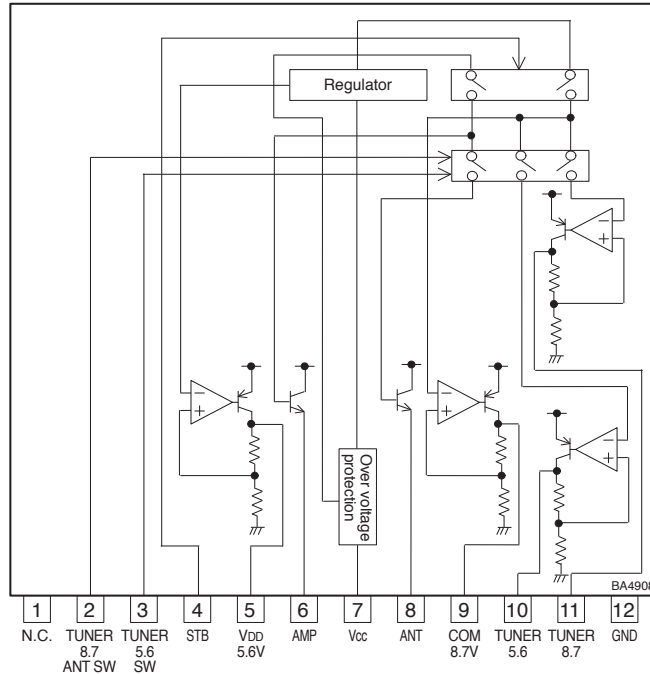 Regulator
−
+
−
+
−
+
−
+
Over voltage
protection
BA4908
1 2 3 4 5 6 7 8 9 10 11 12
N.C. TUNER TUNER STB VDD AMP Vcc ANT COM TUNER TUNER GND
8.7 5.6 5.6V 8.7V 5.6 8.7
ANT SW SW